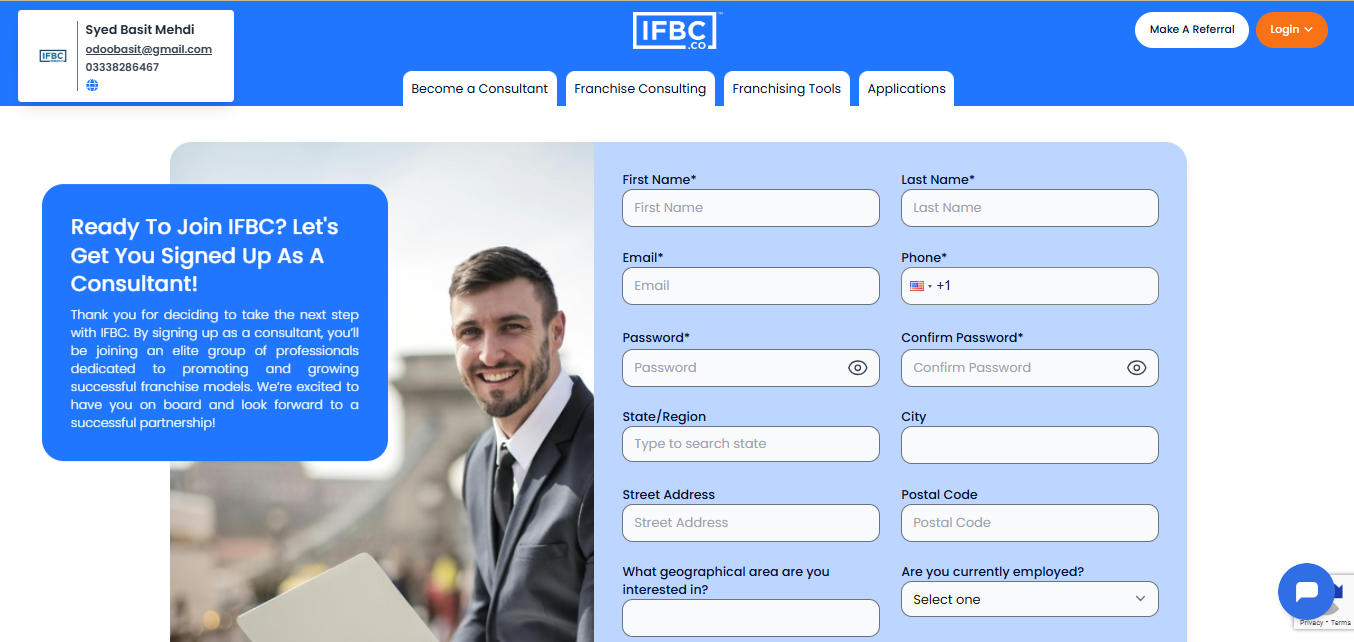 Syed Basit Mehdi
odoobasit@gmail.com
03338286467
IFBC
IFBC
.CO
Make A Referral
Login
Become a Consultant
Franchise Consulting
Franchising Tools
Applications
Ready To Join IFBC? Let's
Get You Signed Up As A
Consultant!
Thank you for deciding to take the next step
with IFBC. By signing up as a consultant, you’ll
be joining an elite group of professionals
dedicated to promoting and growing
successful franchise models. We’re excited to
have you on board and look forward to a
successful partnership!
First Name*
First Name
Last Name*
Last Name
Email*
Email
Phone*
+1
Password*
Password
Confirm Password*
Confirm Password
State/Region
Type to search state
City
Street Address
Street Address
Postal Code
Postal Code
What geographical area are you
interested in?
Are you currently employed?
Select one
Privacy - Terms